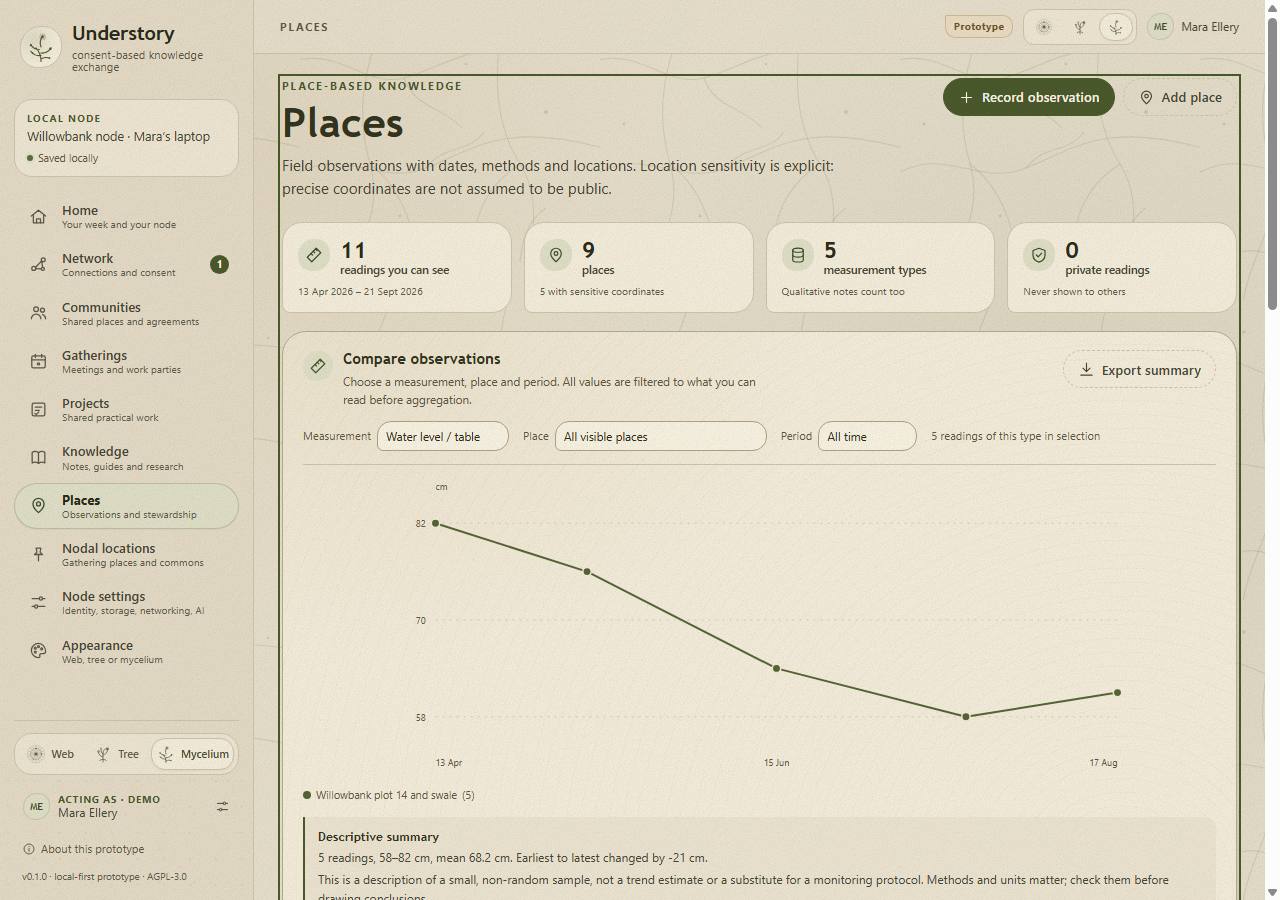 Understory
consent-based knowledge
exchange
LOCAL NODE
Willowbank node · Mara's laptop
Saved locally
Home
Your week and your node
Network
Connections and consent
1
Communities
Shared places and agreements
Gatherings
Meetings and work parties
Projects
Shared practical work
Knowledge
Notes, guides and research
Places
Observations and stewardship
Nodal locations
Gathering places and commons
Node settings
Identity, storage, networking, AI
Appearance
Web, tree or mycelium
Web
Tree
Mycelium
ME
ACTING AS · DEMO
Mara Ellery
About this prototype
v0.1.0 · local-first prototype · AGPL-3.0
PLACES
Prototype
ME
Mara Ellery
PLACE-BASED KNOWLEDGE
Places
Field observations with dates, methods and locations. Location sensitivity is explicit:
precise coordinates are not assumed to be public.
Record observation
Add place
11
readings you can see
13 Apr 2026 – 21 Sept 2026
9
places
5 with sensitive coordinates
5
measurement types
Qualitative notes count too
0
private readings
Never shown to others
Compare observations
Choose a measurement, place and period. All values are filtered to what you can
read before aggregation.
Export summary
Measurement
Water level / table
Place
All visible places
Period
All time
5 readings of this type in selection
cm
82
70
58
13 Apr
15 Jun
17 Aug
Willowbank plot 14 and swale (5)
Descriptive summary
5 readings, 58–82 cm, mean 68.2 cm. Earliest to latest changed by -21 cm.
This is a description of a small, non-random sample, not a trend estimate or a substitute for a monitoring protocol. Methods and units matter; check them before
drawing conclusions.